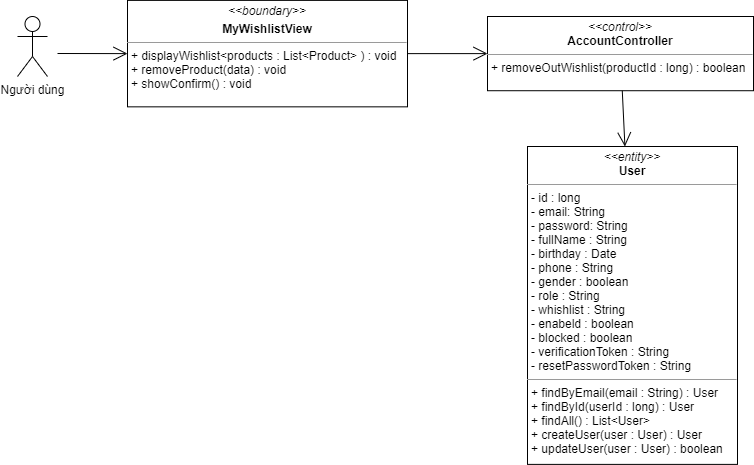 <<boundary>>
MyWishlistView
+ displayWishlist<products : List<Product> ) : void
+ removeProduct(data) : void
+ showConfirm() : void
Người dùng
<<control>>
AccountController
+ removeOutWishlist(productId : long) : boolean
<<entity>>
User
- id : long
- email: String
- password: String
- fullName : String
- birthday : Date
- phone : String
- gender : boolean
- role : String
- whishlist : String
- enabeld : boolean
- blocked : boolean
- verificationToken : String
- resetPasswordToken : String
+ findByEmail(email : String) : User
+ findById(userId : long) : User
+ findAll() : List<User>
+ createUser(user : User) : User
+ updateUser(user : User) : boolean